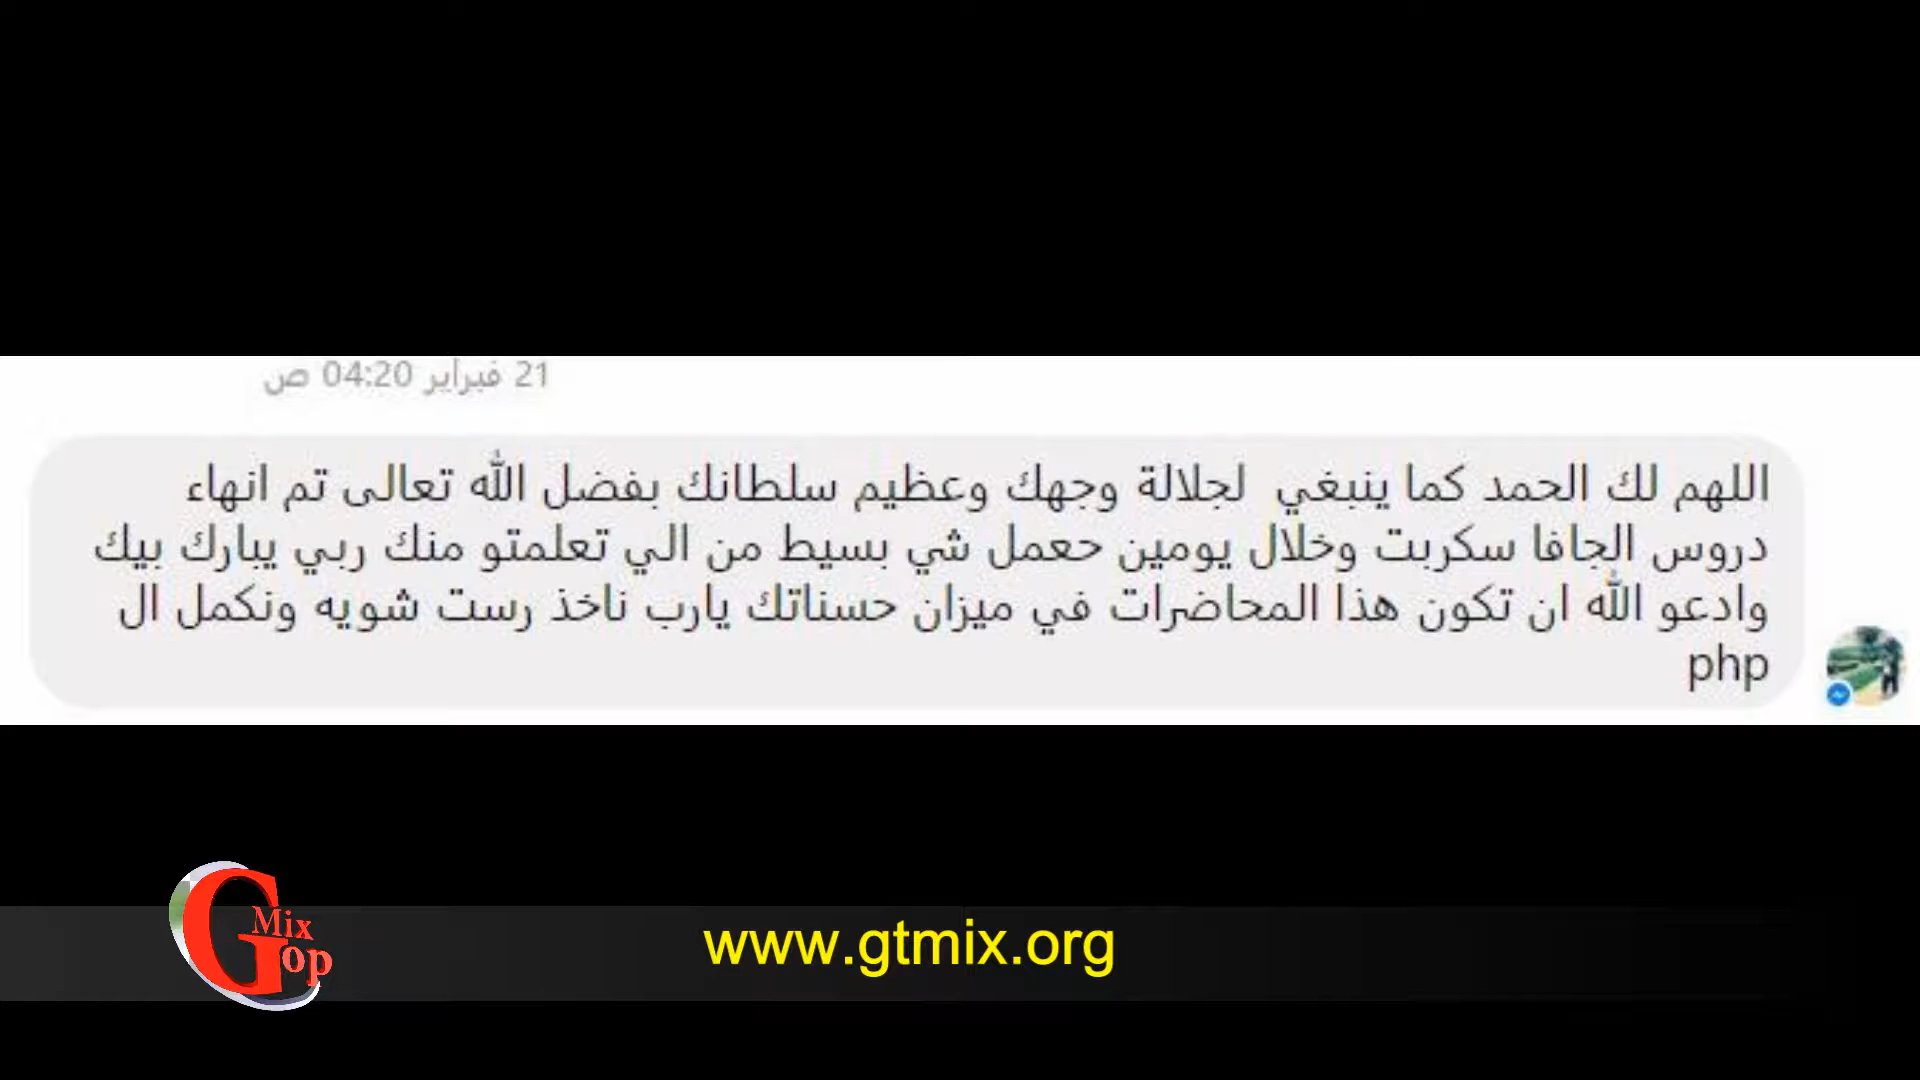 21 فبراير 04:20 ص
اللهم لك الحمد كما ينبغي لجلالة وجهك وعظيم سلطانك بفضل الله تعالى تم انهاء
دروس الجافا سكربت وخلال يومين حعمل شي بسيط من الي تعلمتو منك ربي يبارك بيك
وادعو الله ان تكون هذا المحاضرات في ميزان حسناتك يارب ناخذ رست شويه ونكمل ال
php
G Mix
op
www.gtmix.org